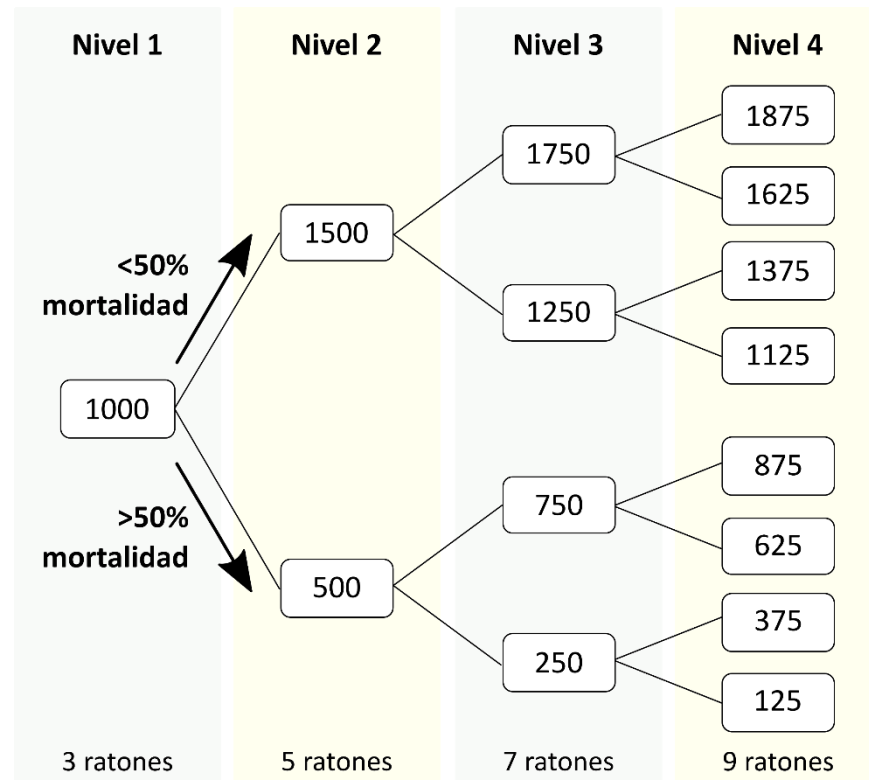 Nivel 1
Nivel 2
Nivel 3
Nivel 4
<50%
mortalidad
1000
>50%
mortalidad
1500
500
1750
1250
750
250
1875
1625
1375
1125
875
625
375
125
3 ratones
5 ratones
7 ratones
9 ratones